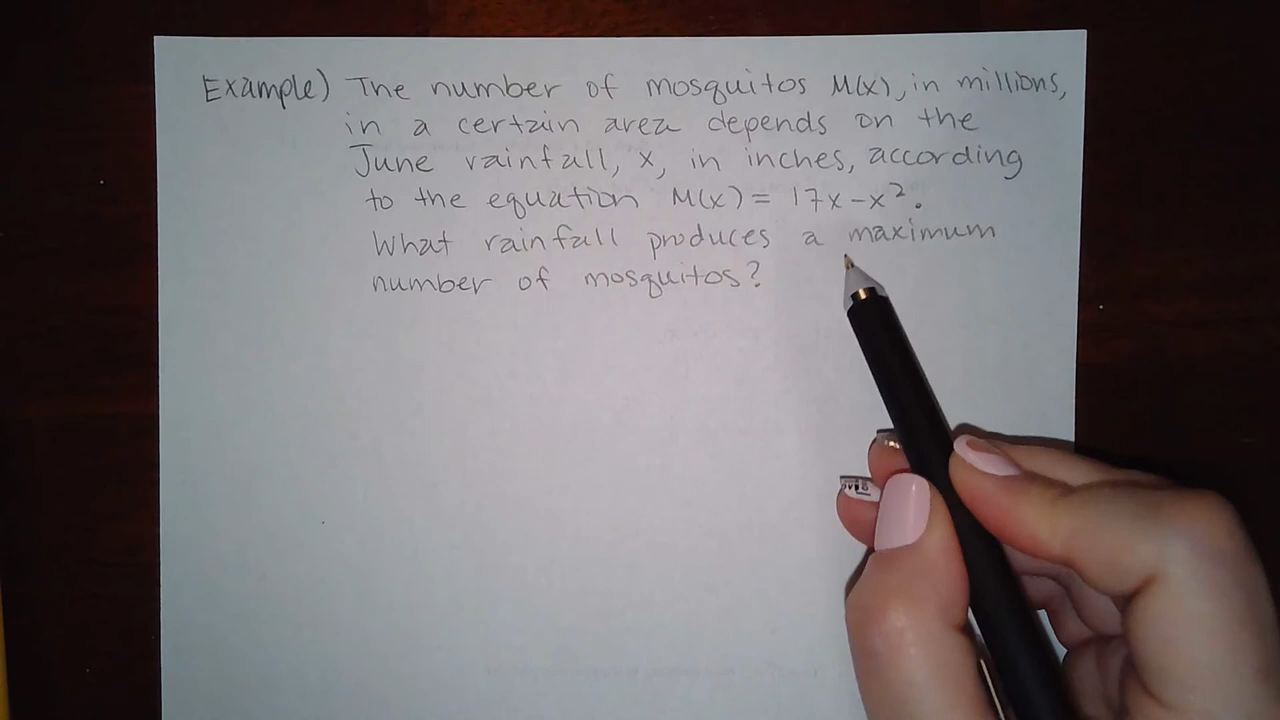 Example) The number of mosquitos M(x), in millions,
in a certain area depends on the
June rainfall, x, in inches, according
to the equation M(x) = 17x - x².
What rainfall produces a maximum
number of mosquitos?